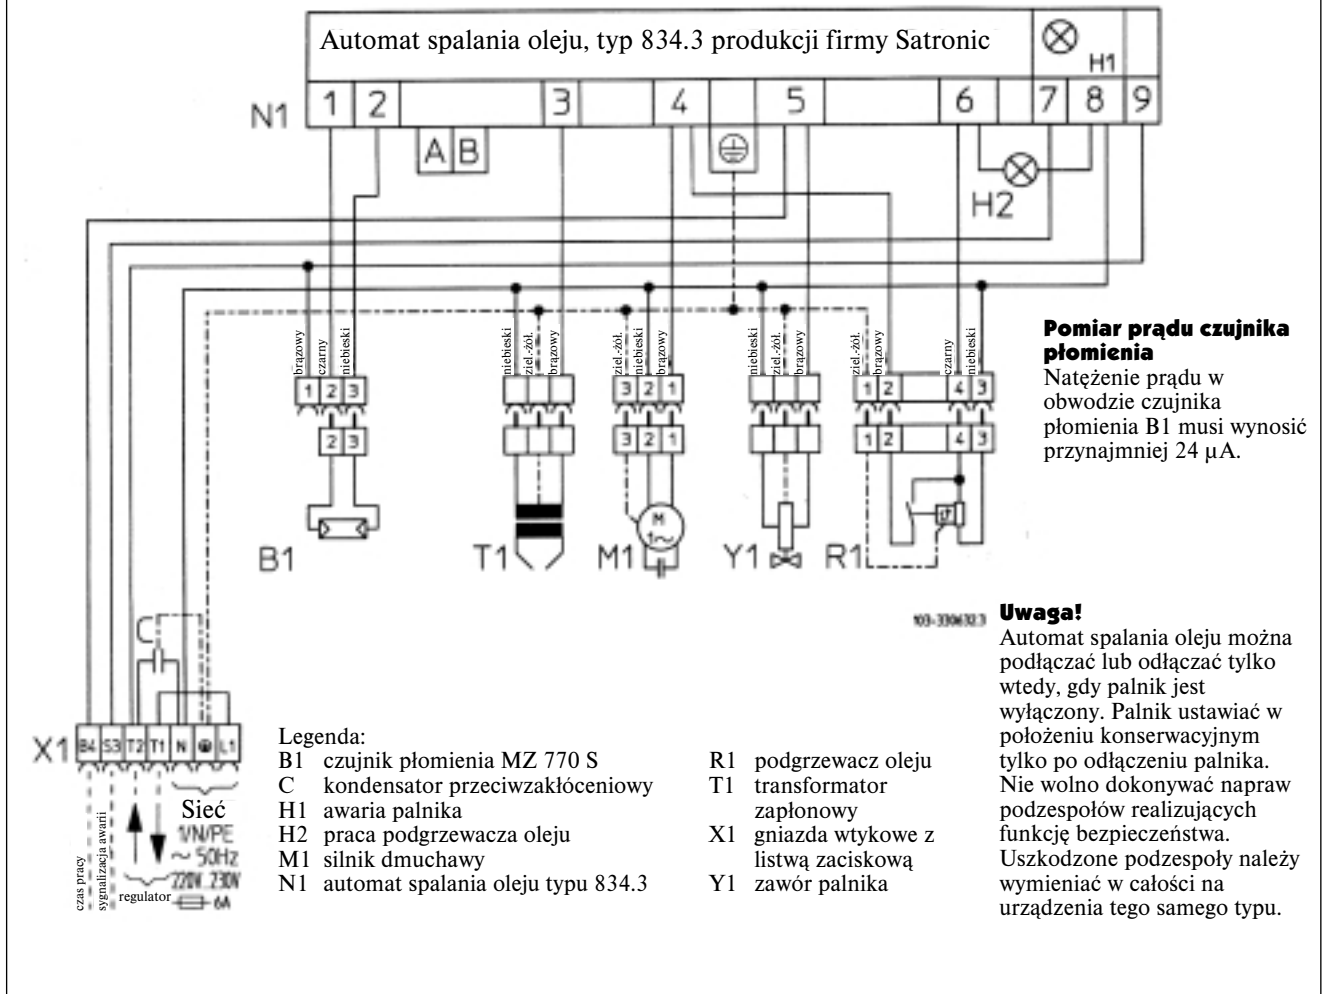 Automat spalania oleju, typ 834.3 produkcji firmy Satronic
H1
N1
1 2 3 4 5 6 7 8 9
A B
H2
brązowy
czarny
niebieski
niebieski
ziel.-żół.
brązowy
ziel.-żół.
niebieski
brązowy
niebieski
ziel.-żół.
brązowy
ziel.-żół.
brązowy
czarny
niebieski
1 2 3
3 2 1
1 2 4 3
2 3
3 2 1
1 2 4 3
M
1~
B1
T1
M1
Y1
R1
103-330632.3
Pomiar prądu czujnika
płomienia
Natężenie prądu w
obwodzie czujnika
płomienia B1 musi wynosić
przynajmniej 24 µA.
Uwaga!
Automat spalania oleju można
podłączać lub odłączać tylko
wtedy, gdy palnik jest
wyłączony. Palnik ustawiać w
położeniu konserwacyjnym
tylko po odłączeniu palnika.
Nie wolno dokonywać napraw
podzespołów realizujących
funkcję bezpieczeństwa.
Uszkodzone podzespoły należy
wymieniać w całości na
urządzenia tego samego typu.
C
X1
B4 S3 T2 T1 N L1
czas pracy
sygnalizacja awarii
regulator
Sieć
1/N/PE
~ 50Hz
220V...230V
6A
Legenda:
B1 czujnik płomienia MZ 770 S
C kondensator przeciwzakłóceniowy
H1 awaria palnika
H2 praca podgrzewacza oleju
M1 silnik dmuchawy
N1 automat spalania oleju typu 834.3
R1 podgrzewacz oleju
T1 transformator
zapłonowy
X1 gniazda wtykowe z
listwą zaciskową
Y1 zawór palnika